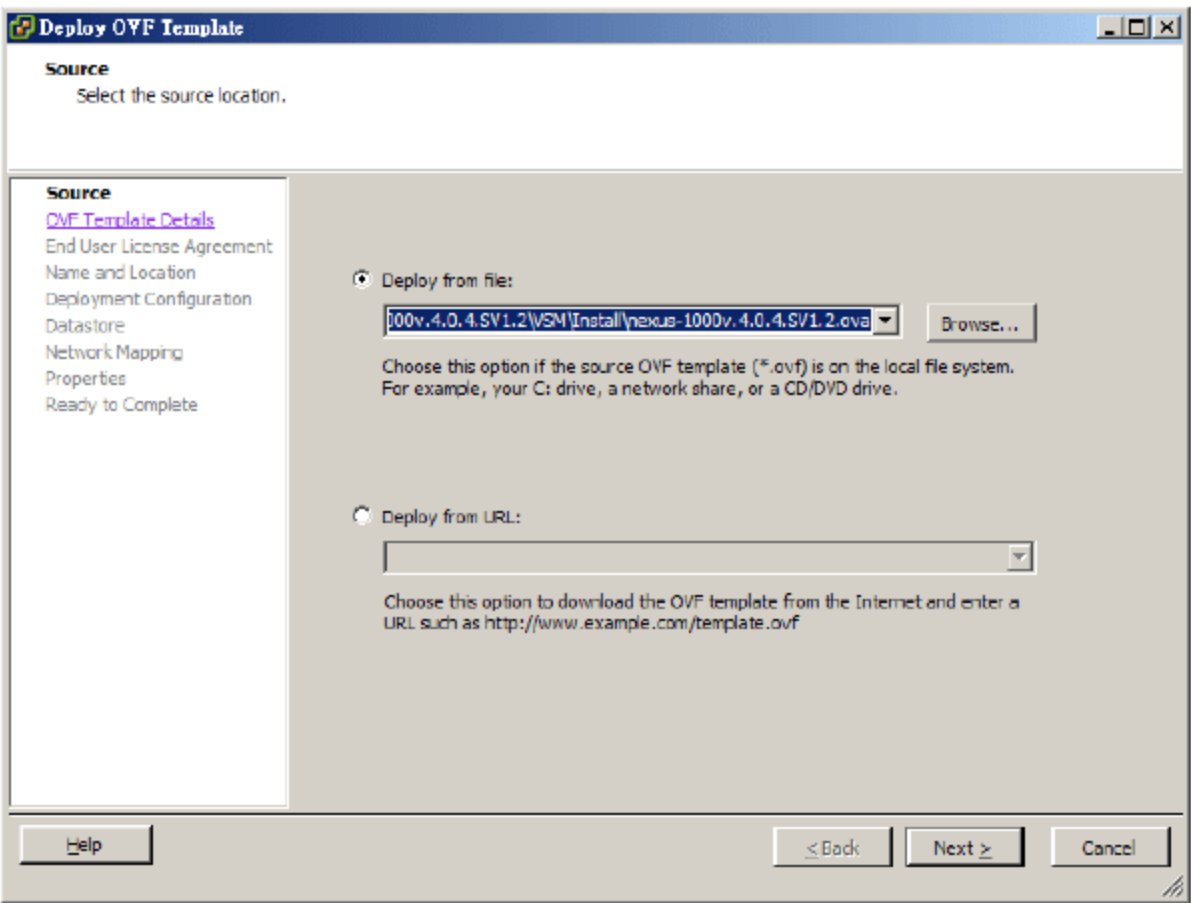 Deploy OVF Template
Source
Select the source location.
Source
OVF Template Details
End User License Agreement
Name and Location
Deployment Configuration
Datastore
Network Mapping
Properties
Ready to Complete
Deploy from file:
000v.4.0.4.SV1.2\VSM\Install\nexus-1000v.4.0.4.SV1.2.ova
Browse...
Choose this option if the source OVF template (*.ovf) is on the local file system.
For example, your C: drive, a network share, or a CD/DVD drive.
Deploy from URL:
Choose this option to download the OVF template from the Internet and enter a
URL such as http://www.example.com/template.ovf
Help
< Back
Next >
Cancel